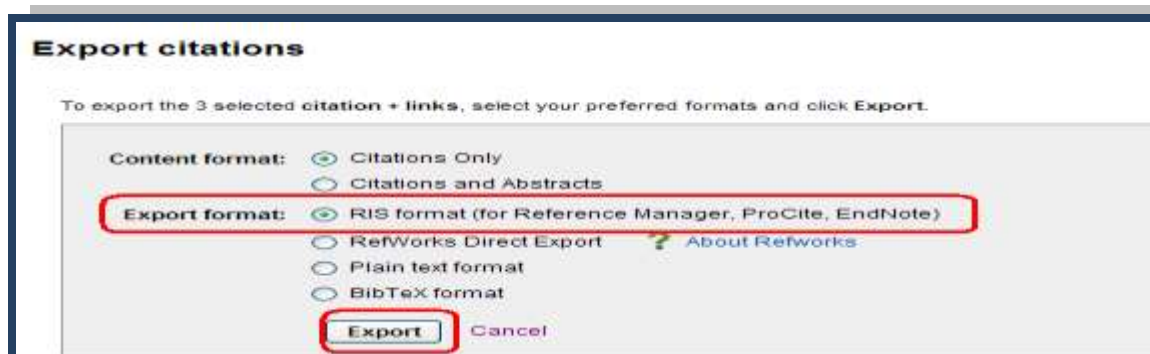 Export citations
To export the 3 selected citation + links, select your preferred formats and click Export.
Content format: Citations Only
Citations and Abstracts
Export format: RIS format (for Reference Manager, ProCite, EndNote)
RefWorks Direct Export ? About Refworks
Plain text format
BibTeX format
Export Cancel